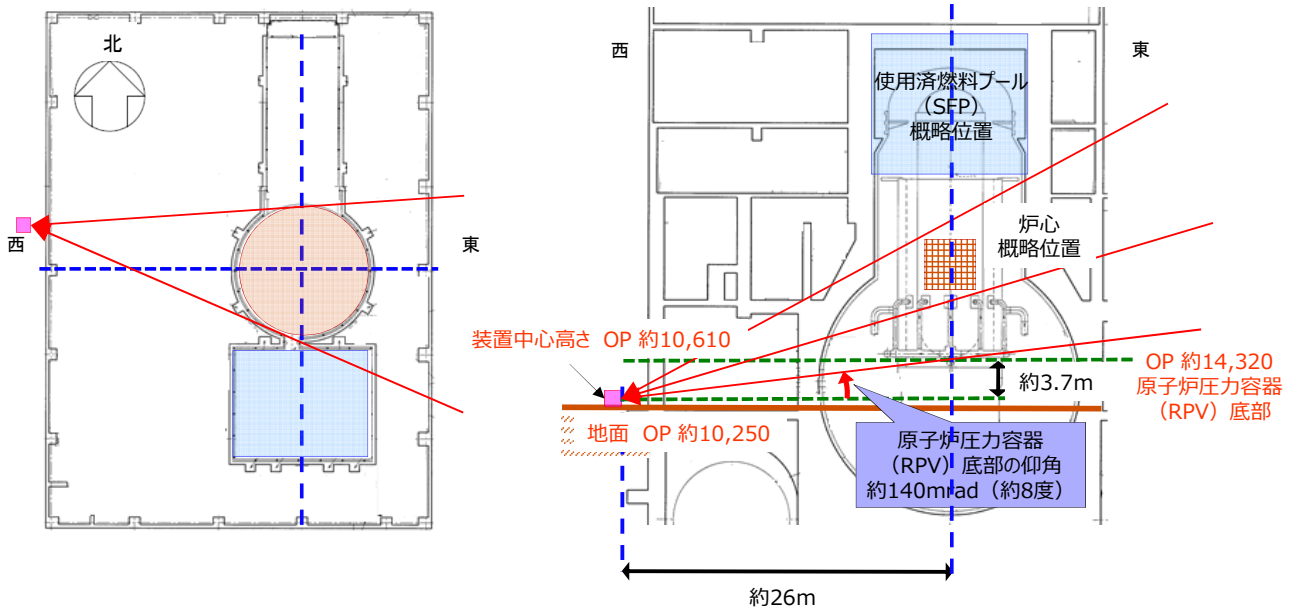 北
西
東
西
東
使用済燃料プール
（SFP）
概略位置
炉心
概略位置
装置中心高さ OP 約10,610
OP 約14,320
原子炉圧力容器
（RPV）底部
約3.7m
地面 OP 約10,250
原子炉圧力容器
（RPV）底部の仰角
約140mrad（約8度）
約26m